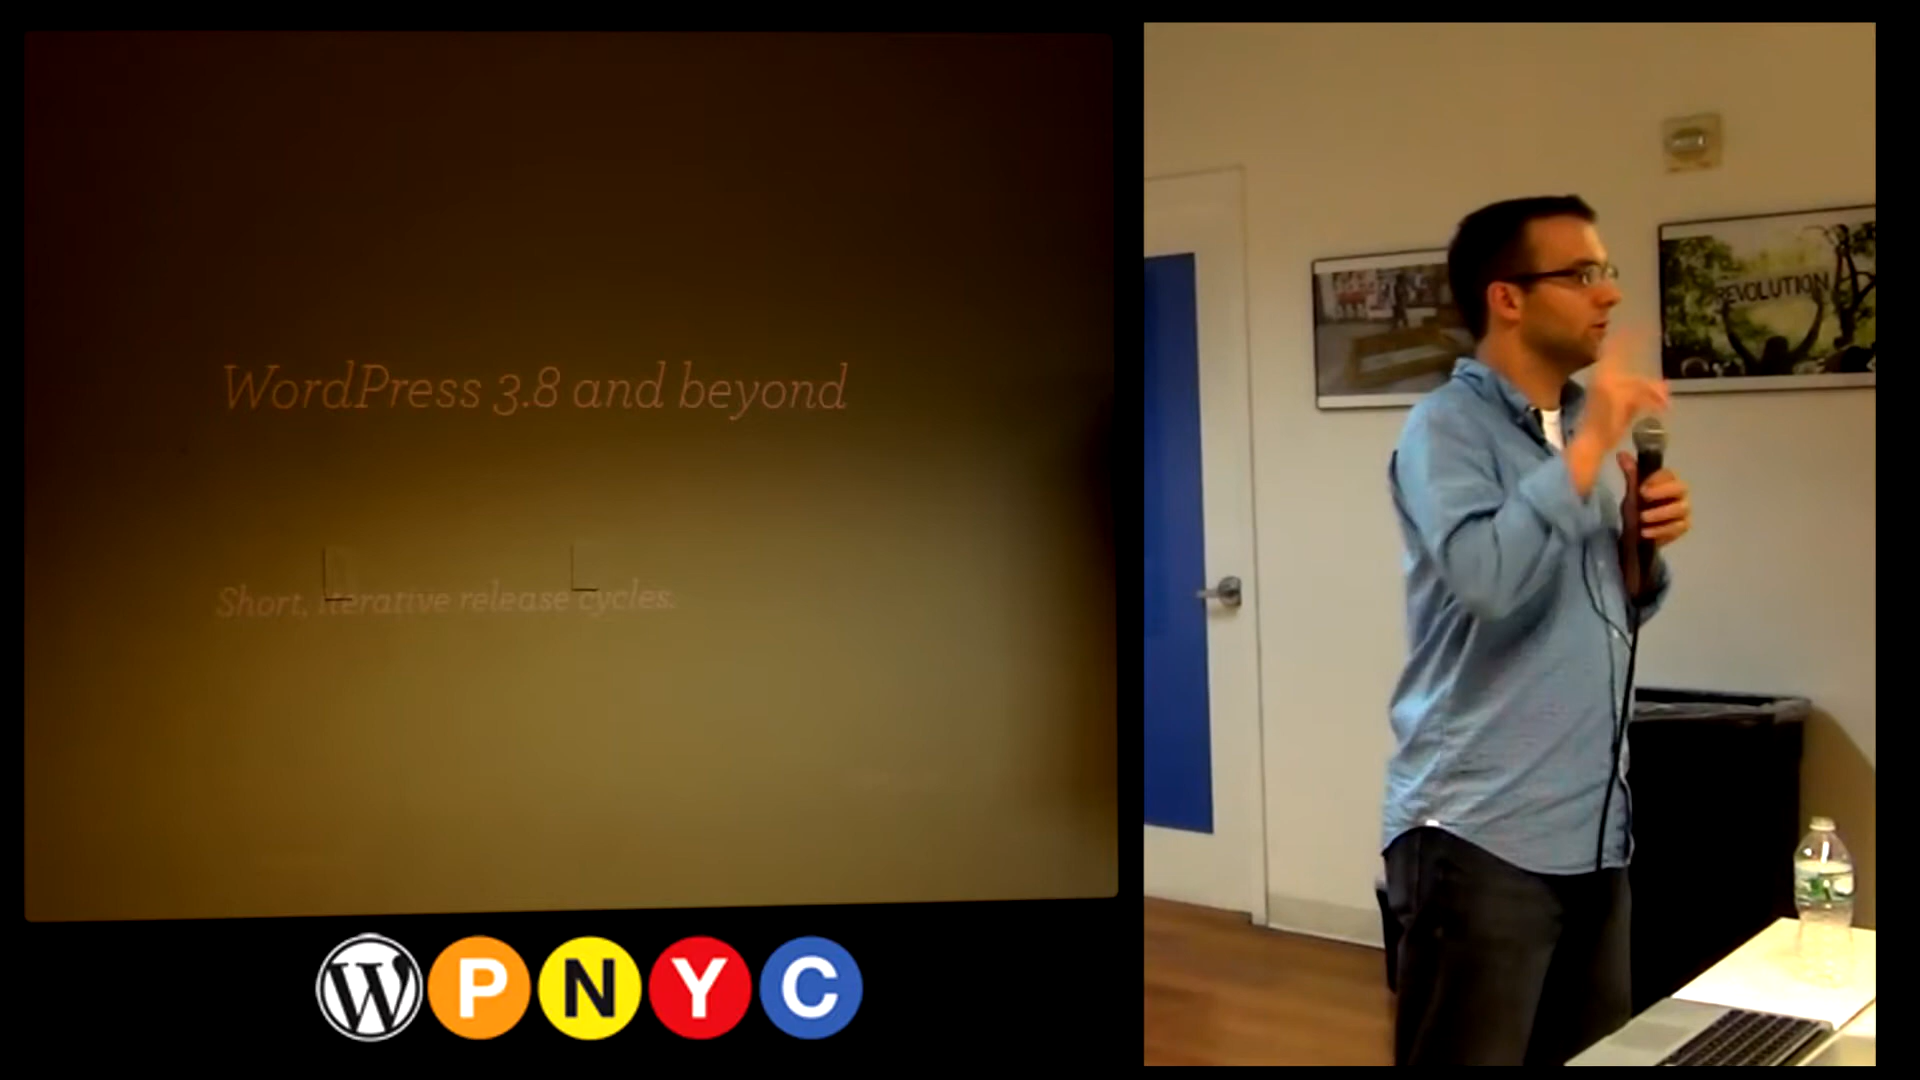 WordPress 3.8 and beyond
Short, iterative release cycles.
WPNYC
REVOLUTION